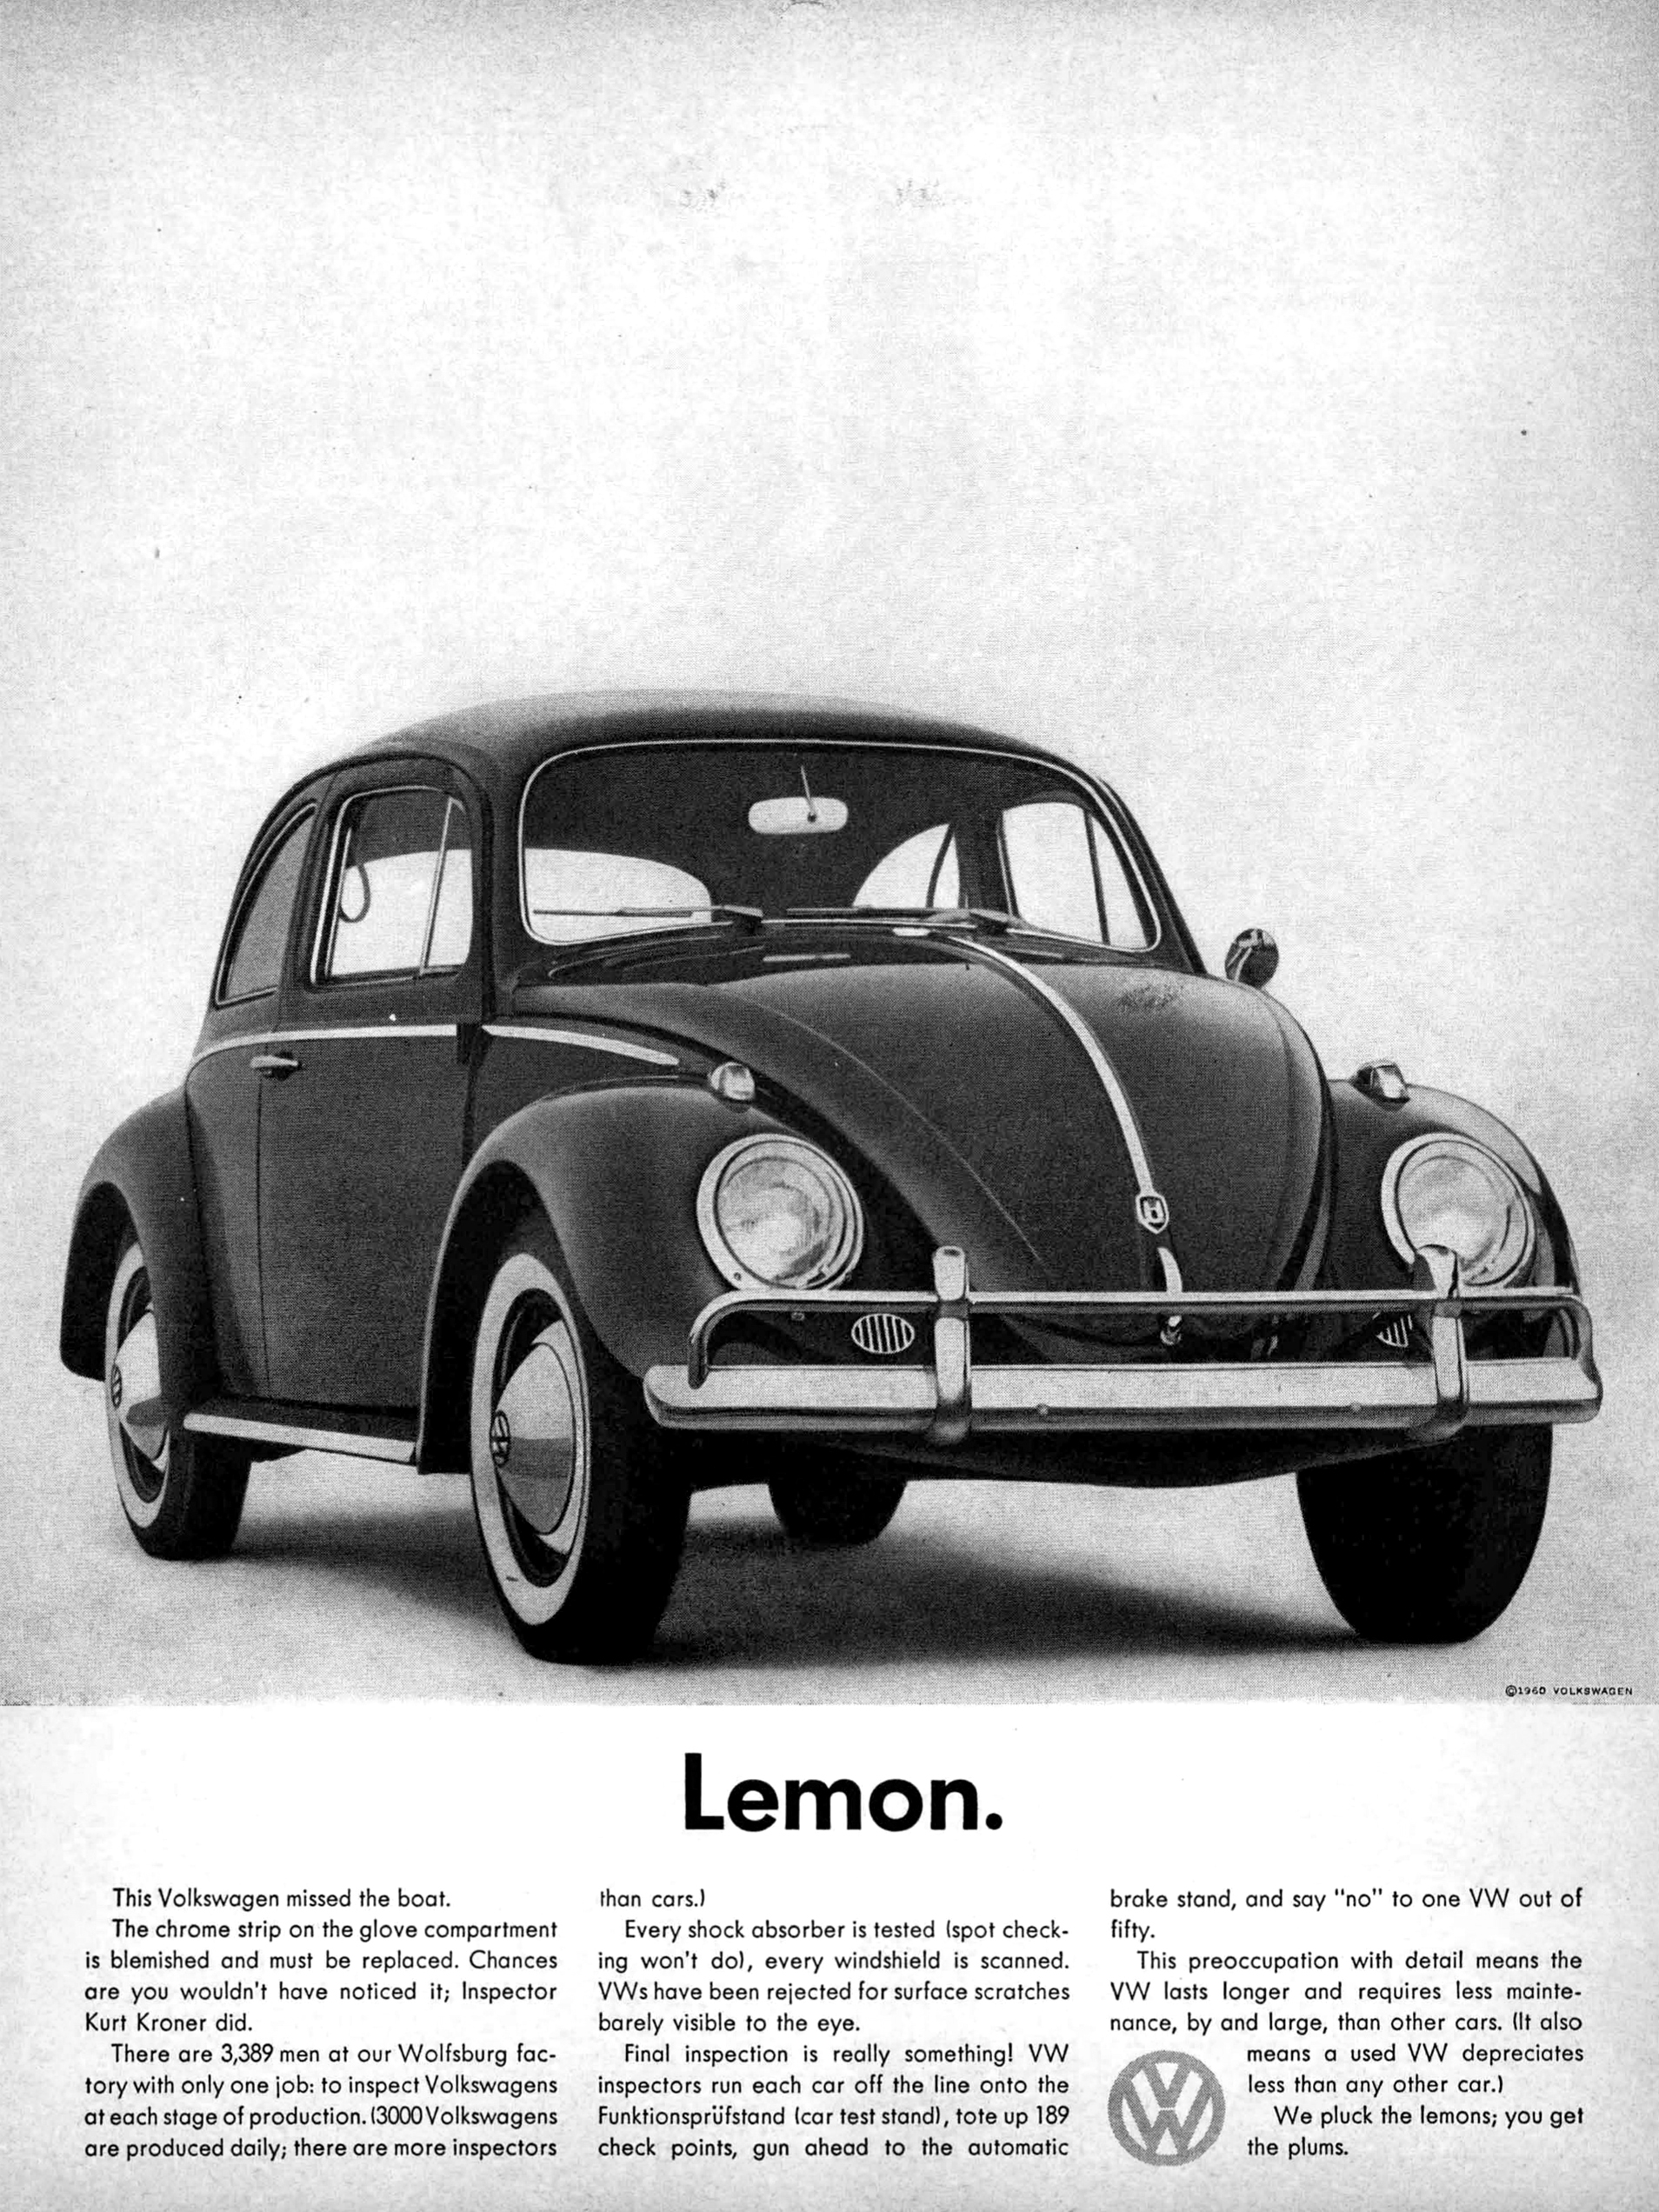 ©1960 VOLKSWAGEN
Lemon.
This Volkswagen missed the boat.
The chrome strip on the glove compartment
is blemished and must be replaced. Chances
are you wouldn't have noticed it; Inspector
Kurt Kroner did.
There are 3,389 men at our Wolfsburg fac-
tory with only one job: to inspect Volkswagens
at each stage of production. (3000 Volkswagens
are produced daily; there are more inspectors
than cars.)
Every shock absorber is tested (spot check-
ing won't do), every windshield is scanned.
VWs have been rejected for surface scratches
barely visible to the eye.
Final inspection is really something! VW
inspectors run each car off the line onto the
Funktionsprüfstand (car test stand), tote up 189
check points, gun ahead to the automatic
brake stand, and say "no" to one VW out of
fifty.
This preoccupation with detail means the
VW lasts longer and requires less mainte-
nance, by and large, than other cars. (It also
means a used VW depreciates
less than any other car.)
We pluck the lemons; you get
the plums.
VW